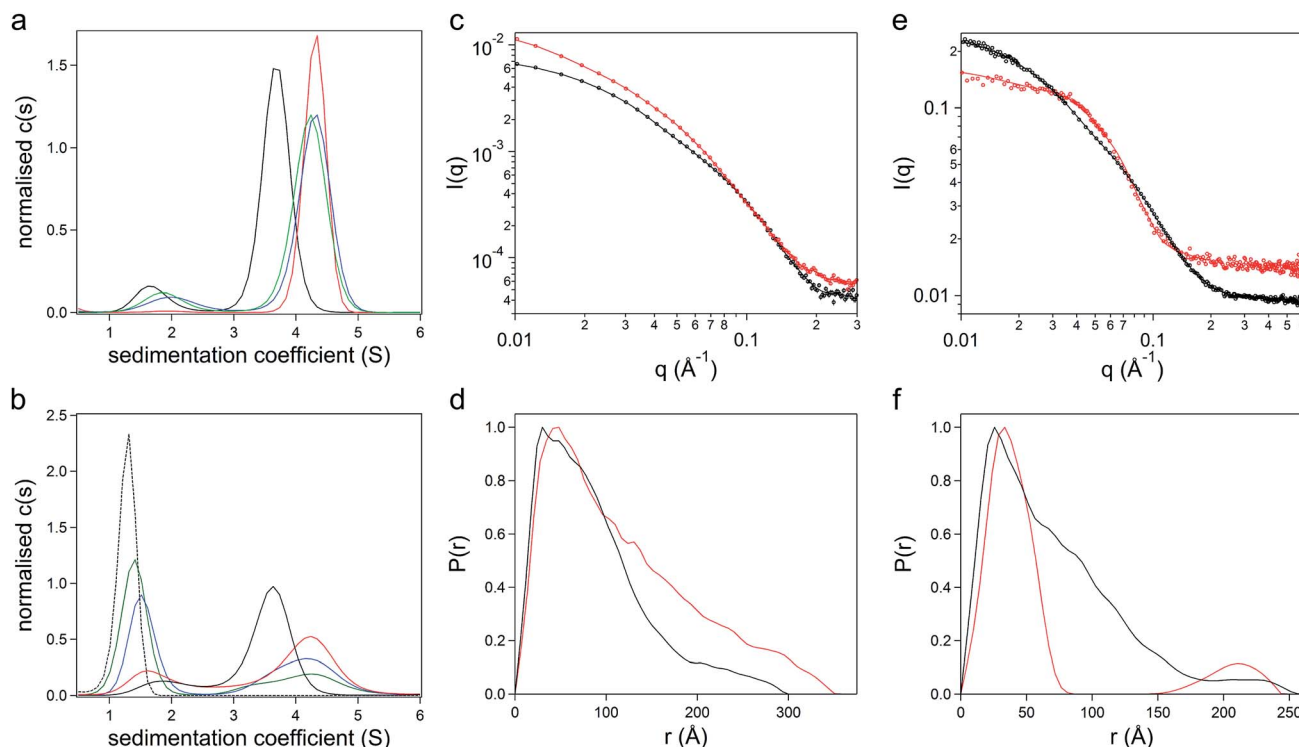 a
1.5
1.0
0.5
0.0
normalised c(s)
1 2 3 4 5 6
sedimentation coefficient (S)
b
2.5
2.0
1.5
1.0
0.5
0.0
normalised c(s)
1 2 3 4 5 6
sedimentation coefficient (S)
c
10⁻²
6
4
2
10⁻³
6
4
2
10⁻⁴
6
4
I(q)
0.01 2 3 4 5 6 7 8 0.1 2 3
q (Å⁻¹)
d
1.0
0.8
0.6
0.4
0.2
0.0
P(r)
0 100 200 300
r (Å)
e
2
0.1
6
5
4
3
2
0.01
I(q)
0.01 2 3 4 5 6 7 0.1 2 3 4 5
q (Å⁻¹)
f
1.0
0.8
0.6
0.4
0.2
0.0
P(r)
0 50 100 150 200 250
r (Å)